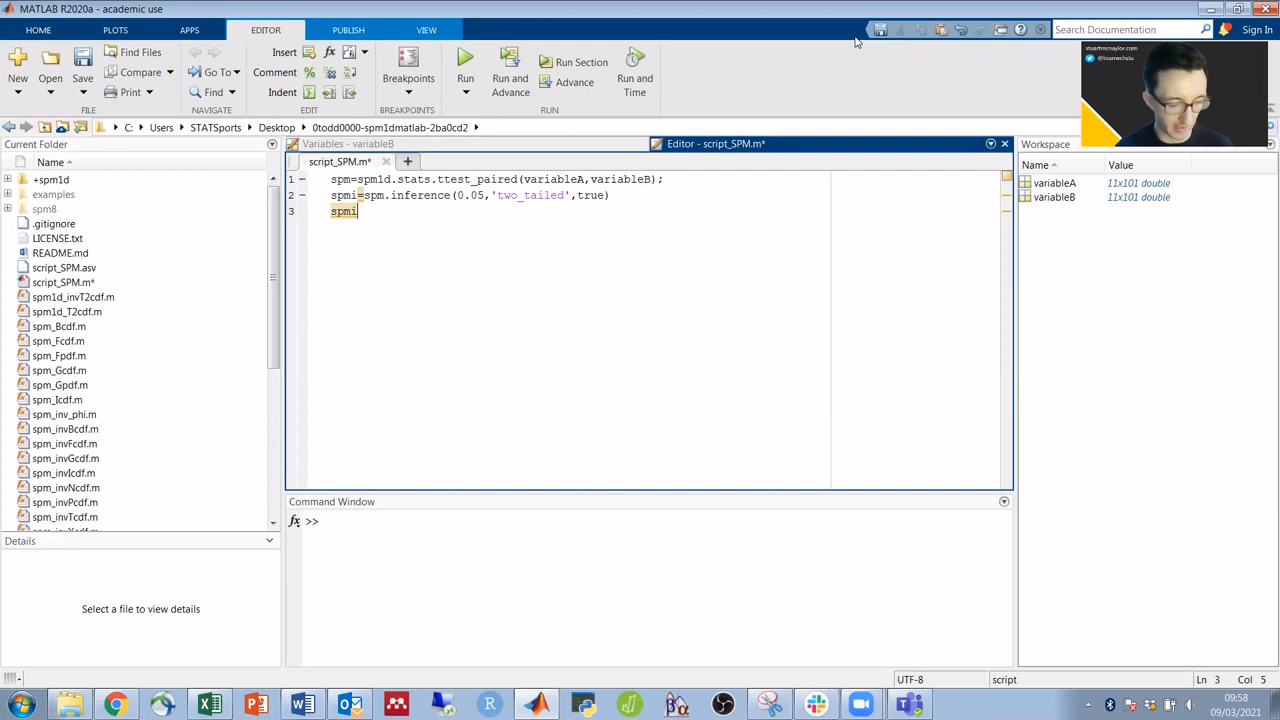 MATLAB R2020a - academic use
HOME PLOTS APPS EDITOR PUBLISH VIEW Search Documentation Sign In
stuartmcnaylor.com
@biomechstu
New Open Save Find Files Compare Print Go To Find Insert Comment Indent Breakpoints Run Run and Advance Run Section Advance Run and Time
FILE NAVIGATE EDIT BREAKPOINTS RUN
C: Users STATSports Desktop 0todd0000-spm1dmatlab-2ba0cd2
Current Folder
Name
+spm1d
examples
spm8
.gitignore
LICENSE.txt
README.md
script_SPM.asv
script_SPM.m*
spm1d_invT2cdf.m
spm1d_T2cdf.m
spm_Bcdf.m
spm_Fcdf.m
spm_Fpdf.m
spm_Gcdf.m
spm_Gpdf.m
spm_Icdf.m
spm_inv_phi.m
spm_invBcdf.m
spm_invFcdf.m
spm_invGcdf.m
spm_invIcdf.m
spm_invNcdf.m
spm_invPcdf.m
spm_invTcdf.m
Details
Select a file to view details
Variables - variableB
Editor - script_SPM.m*
script_SPM.m*
1 spm=spm1d.stats.ttest_paired(variableA,variableB);
2 spmi=spm.inference(0.05,'two_tailed',true)
3 spmi
Command Window
fx >>
Workspace
Name Value
variableA 11x101 double
variableB 11x101 double
UTF-8 script Ln 3 Col 5
09:58
09/03/2021